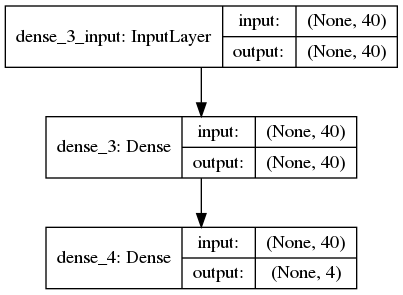 dense_3_input: InputLayer
input: (None, 40)
output: (None, 40)
dense_3: Dense
input: (None, 40)
output: (None, 40)
dense_4: Dense
input: (None, 40)
output: (None, 4)